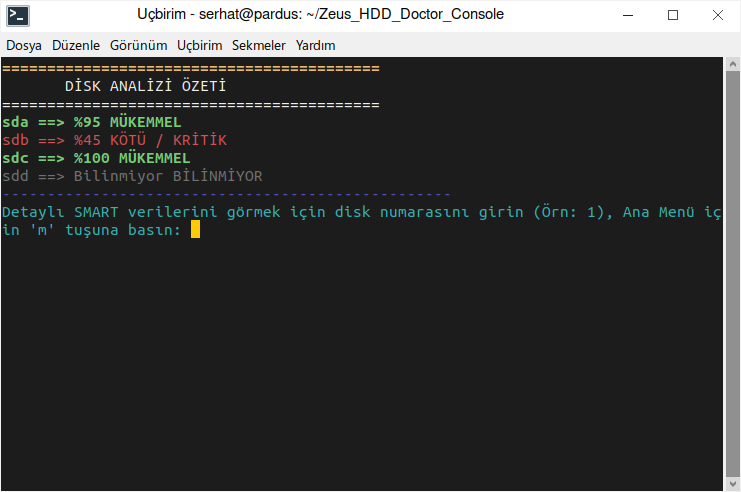 Uçbirim - serhat@pardus: ~/Zeus_HDD_Doctor_Console
Dosya Düzenle Görünüm Uçbirim Sekmeler Yardım
==========================================
DİSK ANALİZİ ÖZETİ
==========================================
sda ==> %95 MÜKEMMEL
sdb ==> %45 KÖTÜ / KRİTİK
sdc ==> %100 MÜKEMMEL
sdd ==> Bilinmiyor BİLİNMİYOR
--------------------------------------------------
Detaylı SMART verilerini görmek için disk numarasını girin (Örn: 1), Ana Menü iç
in 'm' tuşuna basın: